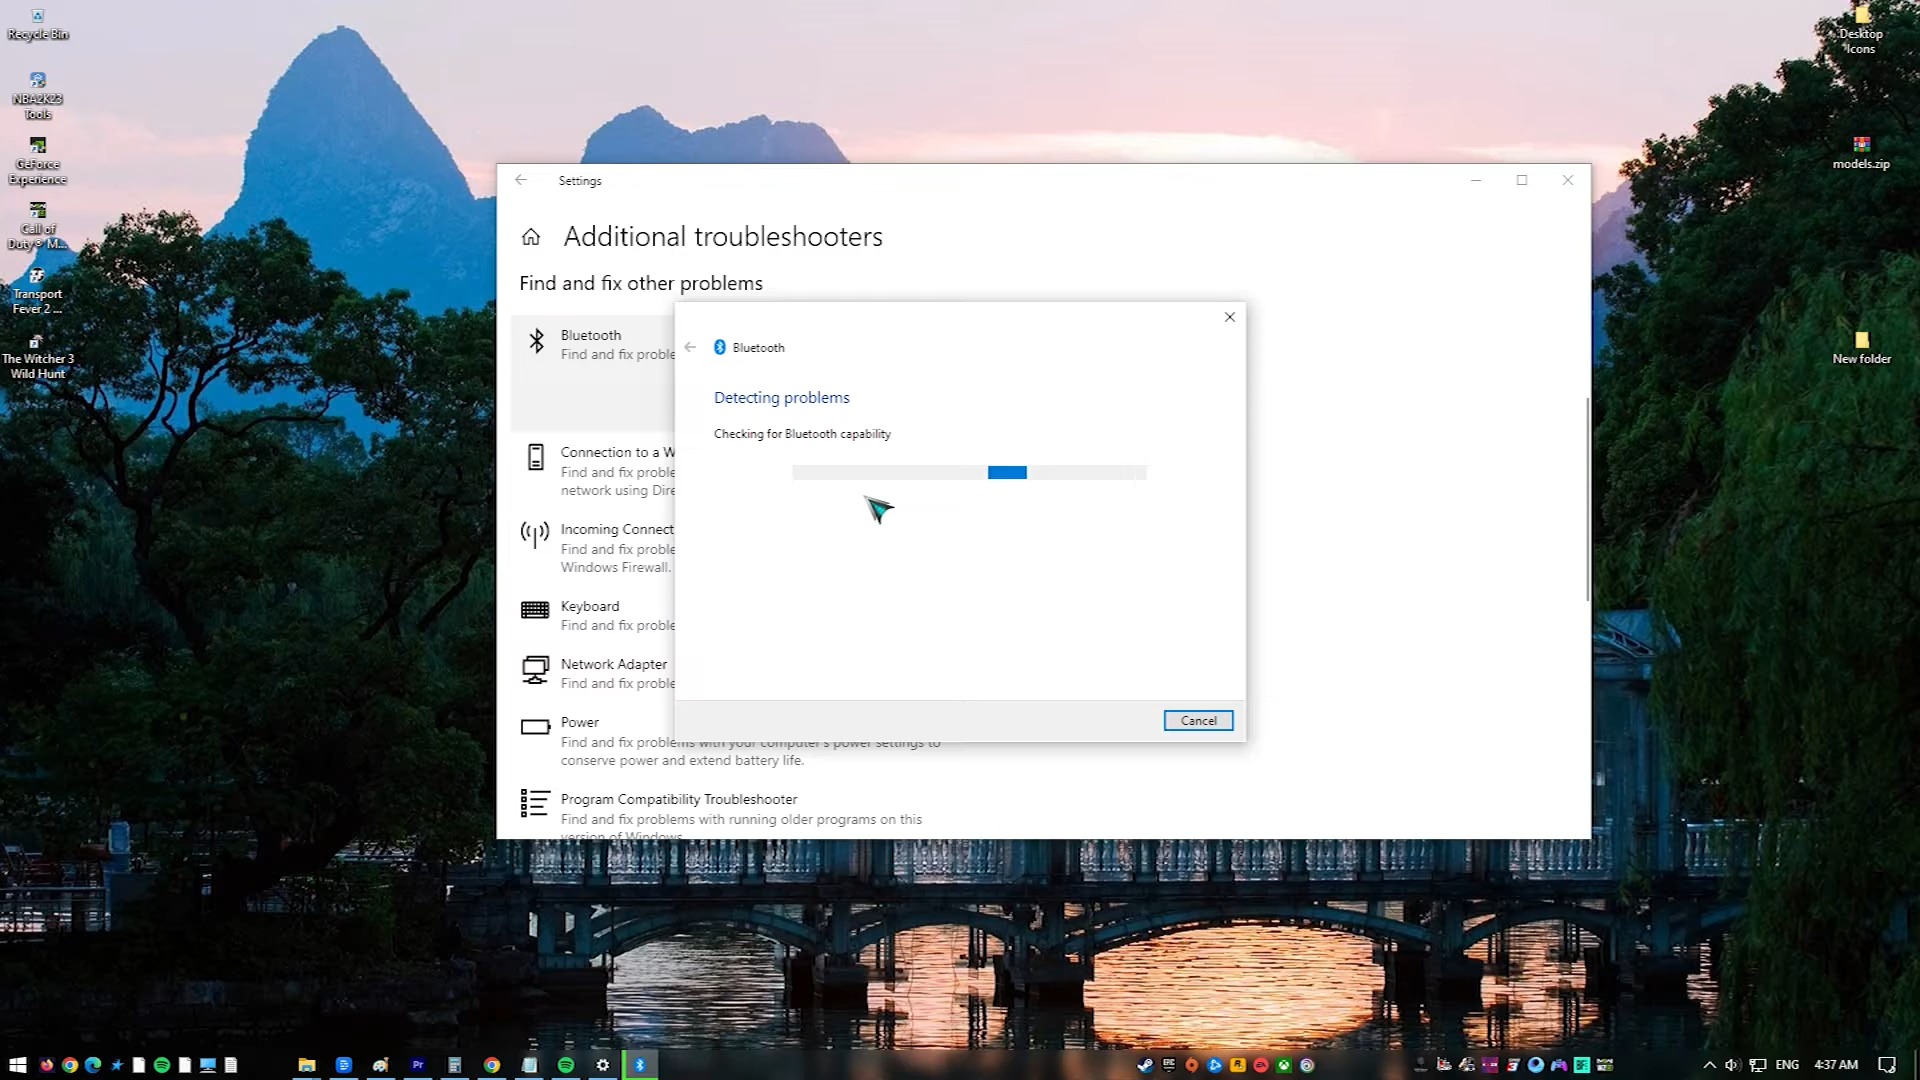 Recycle Bin
NBA2K23
Tools
GeForce
Experience
Call of
Duty® M...
Transport
Fever 2 ...
The Witcher 3
Wild Hunt
Desktop
Icons
models.zip
New folder
Settings
Additional troubleshooters
Find and fix other problems
Bluetooth
Find and fix proble
Connection to a W
Find and fix proble
network using Dire
Incoming Connect
Find and fix proble
Windows Firewall.
Keyboard
Find and fix proble
Network Adapter
Find and fix proble
Power
Find and fix problems with your computer's power settings to
conserve power and extend battery life.
Program Compatibility Troubleshooter
Find and fix problems with running older programs on this
version of Windows
Bluetooth
Detecting problems
Checking for Bluetooth capability
Cancel
Pr
ENG
4:37 AM